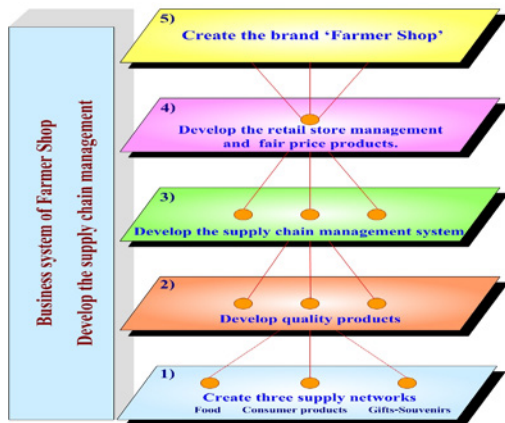 Business system of Farmer Shop
Develop the supply chain management
5)
Create the brand ‘Farmer Shop’
4)
Develop the retail store management
and fair price products.
3)
Develop the supply chain management system
2)
Develop quality products
1)
Create three supply networks
Food Consumer products Gifts-Souvenirs